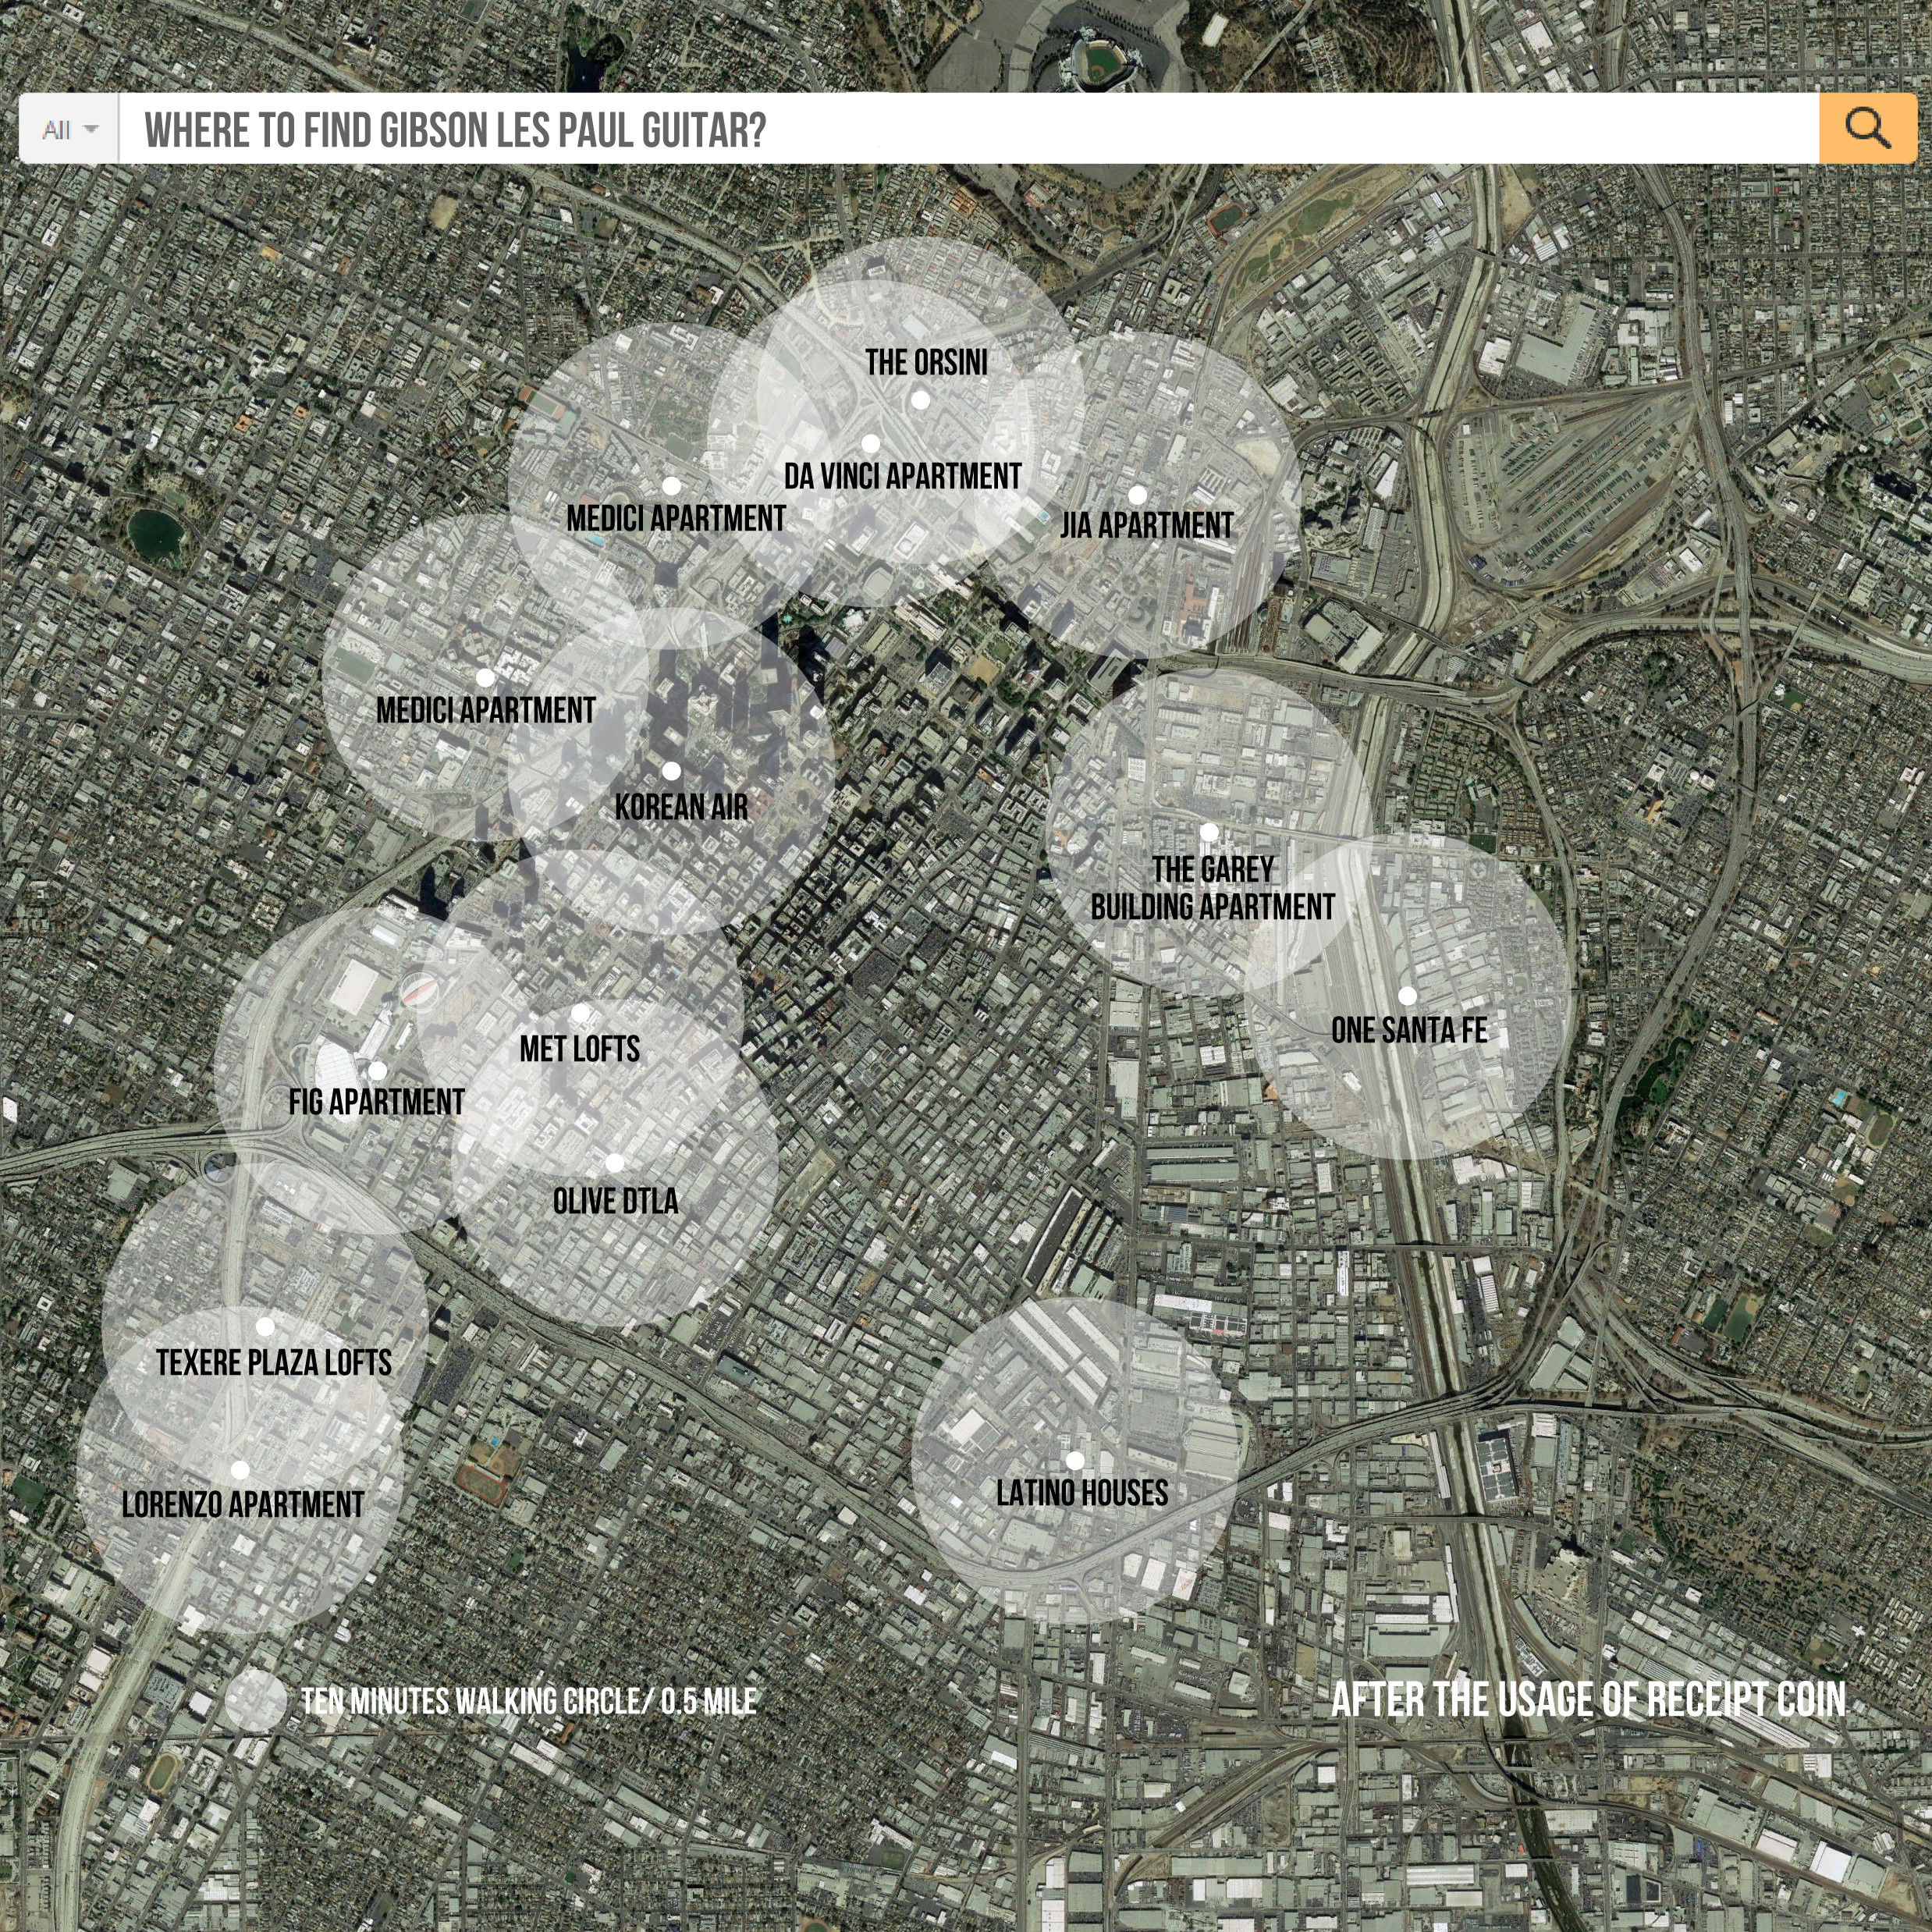 All
WHERE TO FIND GIBSON LES PAUL GUITAR?
THE ORSINI
DA VINCI APARTMENT
MEDICI APARTMENT
JIA APARTMENT
MEDICI APARTMENT
KOREAN AIR
THE GAREY
BUILDING APARTMENT
ONE SANTA FE
MET LOFTS
FIG APARTMENT
OLIVE DTLA
TEXERE PLAZA LOFTS
LORENZO APARTMENT
LATINO HOUSES
TEN MINUTES WALKING CIRCLE/ 0.5 MILE
AFTER THE USAGE OF RECEIPT COIN